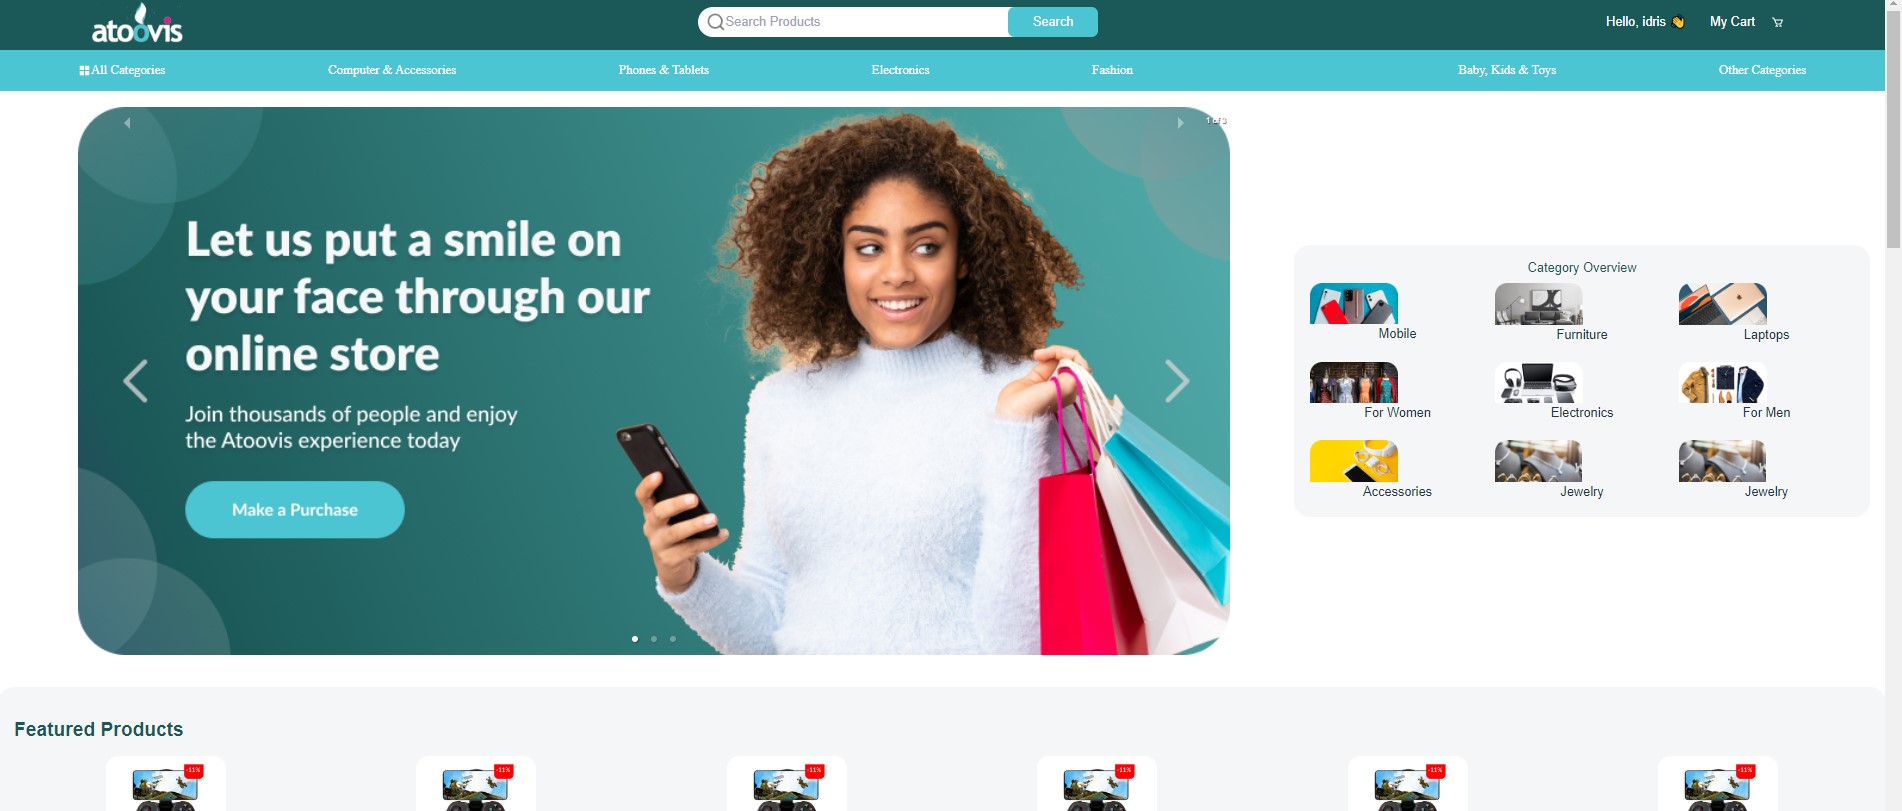 atoovis
Search Products
Search
Hello, idris 👋
My Cart
All Categories
Computer & Accessories
Phones & Tablets
Electronics
Fashion
Baby, Kids & Toys
Other Categories
1 of 3
Let us put a smile on
your face through our
online store
Join thousands of people and enjoy
the Atoovis experience today
Make a Purchase
Category Overview
Mobile
Furniture
Laptops
For Women
Electronics
For Men
Accessories
Jewelry
Jewelry
Featured Products
-11%
-11%
-11%
-11%
-11%
-11%